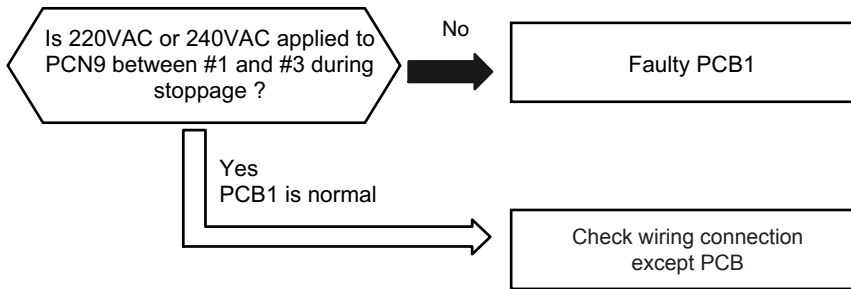 Is 220VAC or 240VAC applied to
PCN9 between #1 and #3 during
stoppage ?
No
Faulty PCB1
Yes
PCB1 is normal
Check wiring connection
except PCB